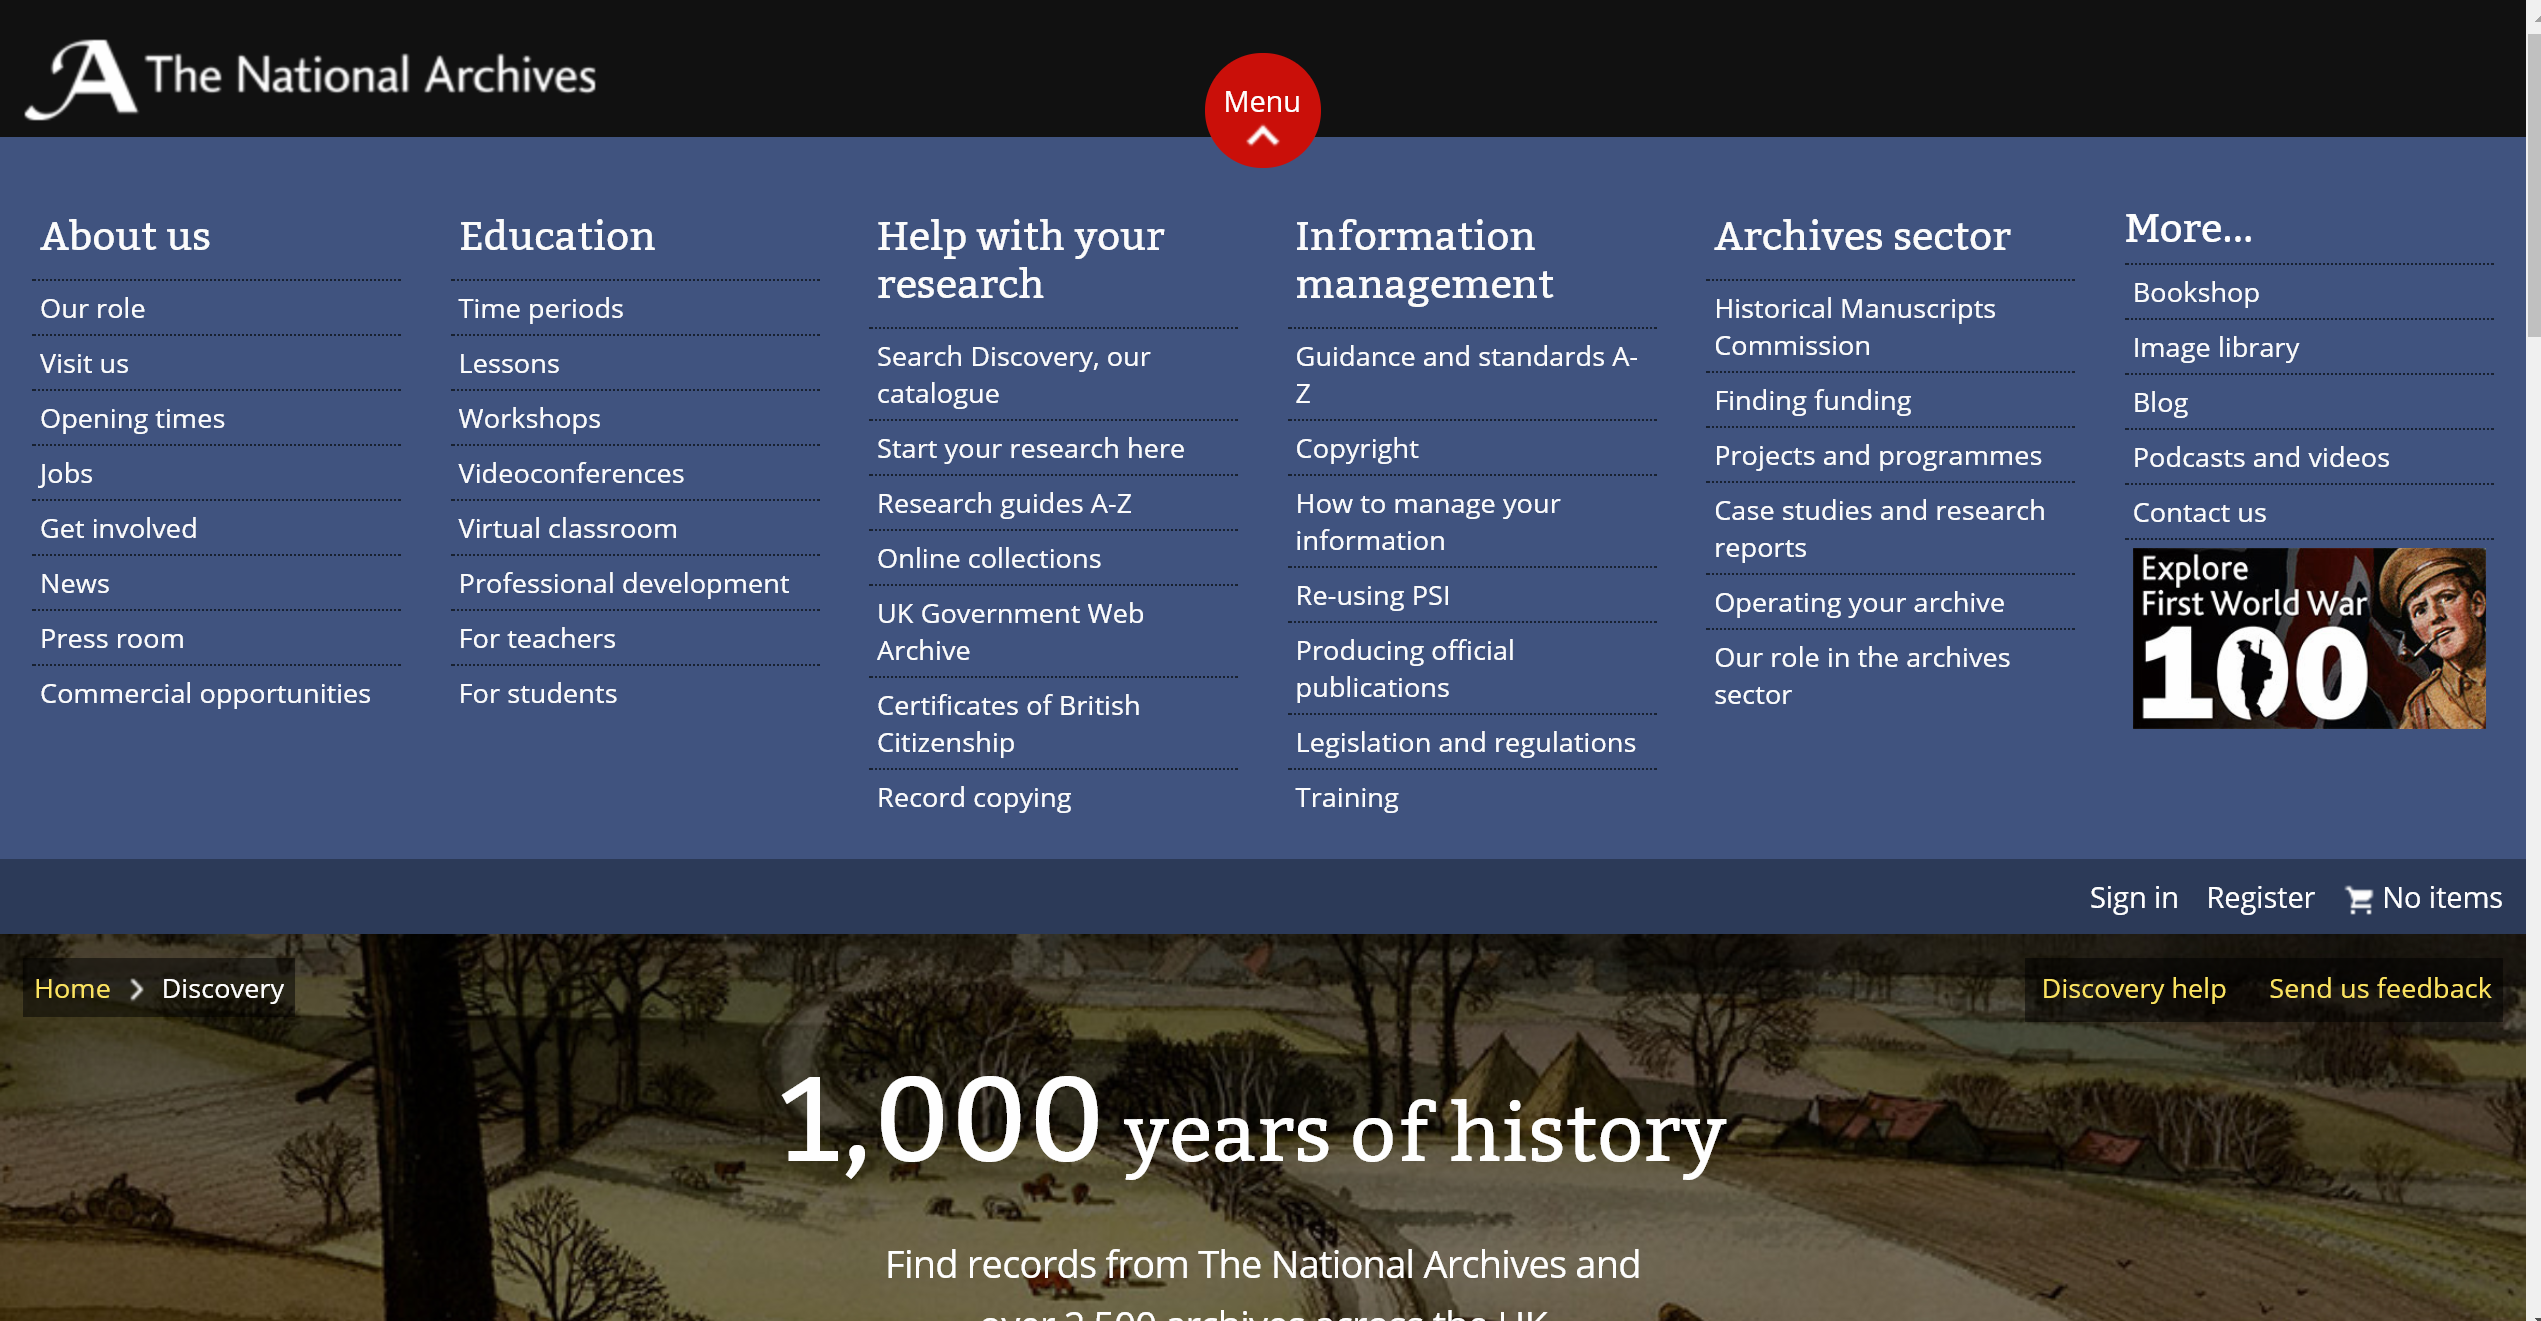 The National Archives
Menu
About us
Our role
Visit us
Opening times
Jobs
Get involved
News
Press room
Commercial opportunities
Education
Time periods
Lessons
Workshops
Videoconferences
Virtual classroom
Professional development
For teachers
For students
Help with your
research
Search Discovery, our
catalogue
Start your research here
Research guides A-Z
Online collections
UK Government Web
Archive
Certificates of British
Citizenship
Record copying
Information
management
Guidance and standards A-
Z
Copyright
How to manage your
information
Re-using PSI
Producing official
publications
Legislation and regulations
Training
Archives sector
Historical Manuscripts
Commission
Finding funding
Projects and programmes
Case studies and research
reports
Operating your archive
Our role in the archives
sector
More...
Bookshop
Image library
Blog
Podcasts and videos
Contact us
Explore
First World War
100
Sign in Register No items
Home Discovery
Discovery help Send us feedback
1,000 years of history
Find records from The National Archives and
over 2,500 archives across the UK